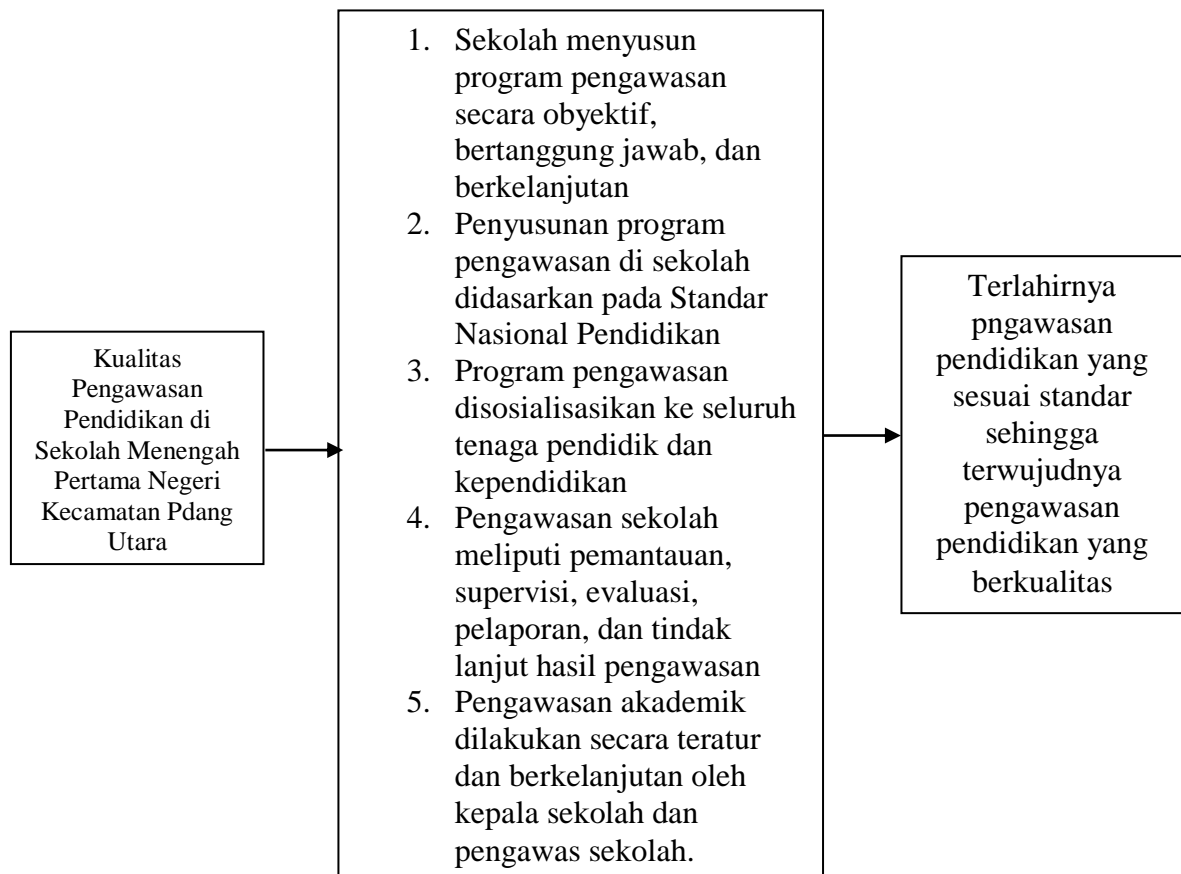 Kualitas
Pengawasan
Pendidikan di
Sekolah Menengah
Pertama Negeri
Kecamatan Pdang
Utara
1. Sekolah menyusun
program pengawasan
secara obyektif,
bertanggung jawab, dan
berkelanjutan
2. Penyusunan program
pengawasan di sekolah
didasarkan pada Standar
Nasional Pendidikan
3. Program pengawasan
disosialisasikan ke seluruh
tenaga pendidik dan
kependidikan
4. Pengawasan sekolah
meliputi pemantauan,
supervisi, evaluasi,
pelaporan, dan tindak
lanjut hasil pengawasan
5. Pengawasan akademik
dilakukan secara teratur
dan berkelanjutan oleh
kepala sekolah dan
pengawas sekolah.
Terlahirnya
pngawasan
pendidikan yang
sesuai standar
sehingga
terwujudnya
pengawasan
pendidikan yang
berkualitas